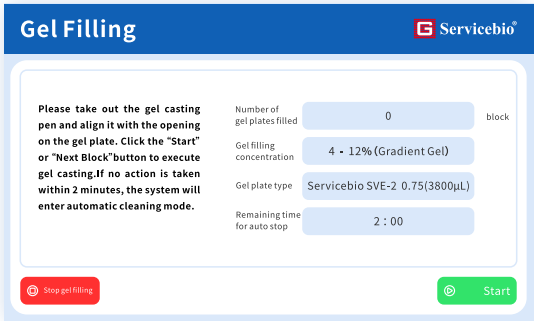 Gel Filling
G Servicebio®
Please take out the gel casting
pen and align it with the opening
on the gel plate. Click the “Start”
or “Next Block”button to execute
gel casting.If no action is taken
within 2 minutes, the system will
enter automatic cleaning mode.
Number of
gel plates filled
0
block
Gel filling
concentration
4 - 12%(Gradient Gel)
Gel plate type
Servicebio SVE-2 0.75(3800μL)
Remaining time
for auto stop
2：00
Stop gel filling
Start